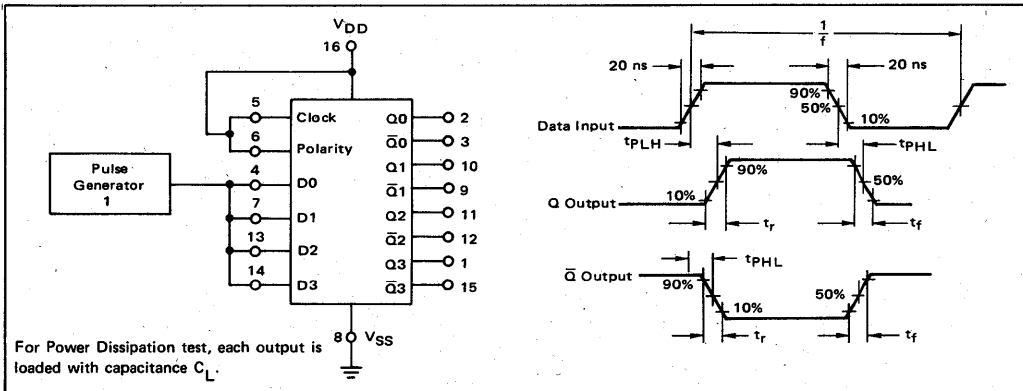 VDD
16
5
Clock
6
Polarity
Pulse
Generator
1
4
D0
7
D1
13
D2
14
D3
Q0
2
Q̅0
3
Q1
10
Q̅1
9
Q2
11
Q̅2
12
Q3
1
Q̅3
15
8
VSS
For Power Dissipation test, each output is
loaded with capacitance CL.
1
f
20 ns
20 ns
90%
50%
10%
Data Input
tPLH
tPHL
90%
50%
10%
Q Output
tr
tf
Q̅ Output
tPHL
90%
10%
50%
tr
tf